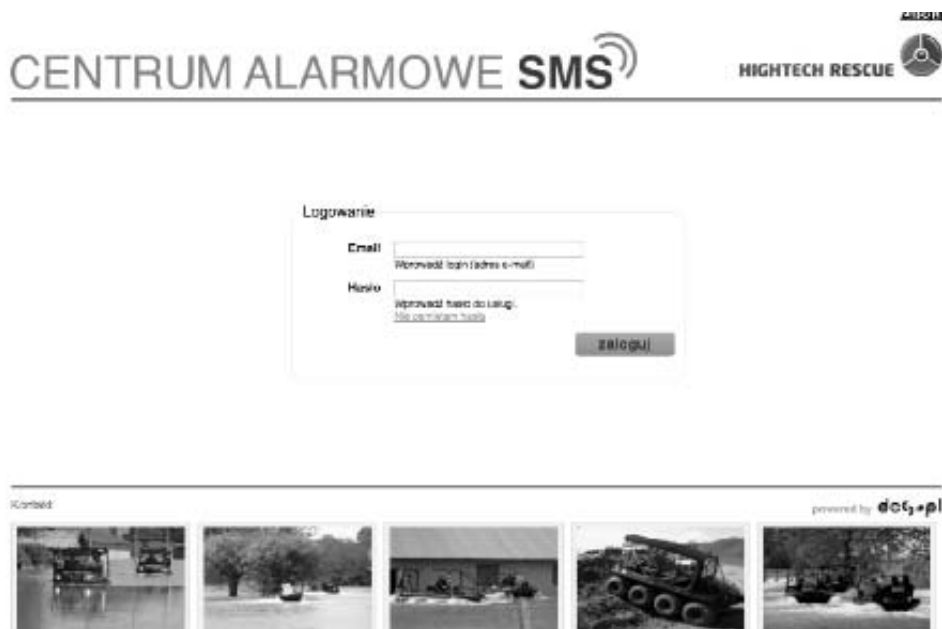 Zaloguj
CENTRUM ALARMOWE SMS
HIGHTECH RESCUE
Logowanie
Email
Wprowadź login (adres e-mail)
Hasło
Wprowadź hasło do usługi.
Nie pamiętam hasła
zaloguj
Kontakt
powered by